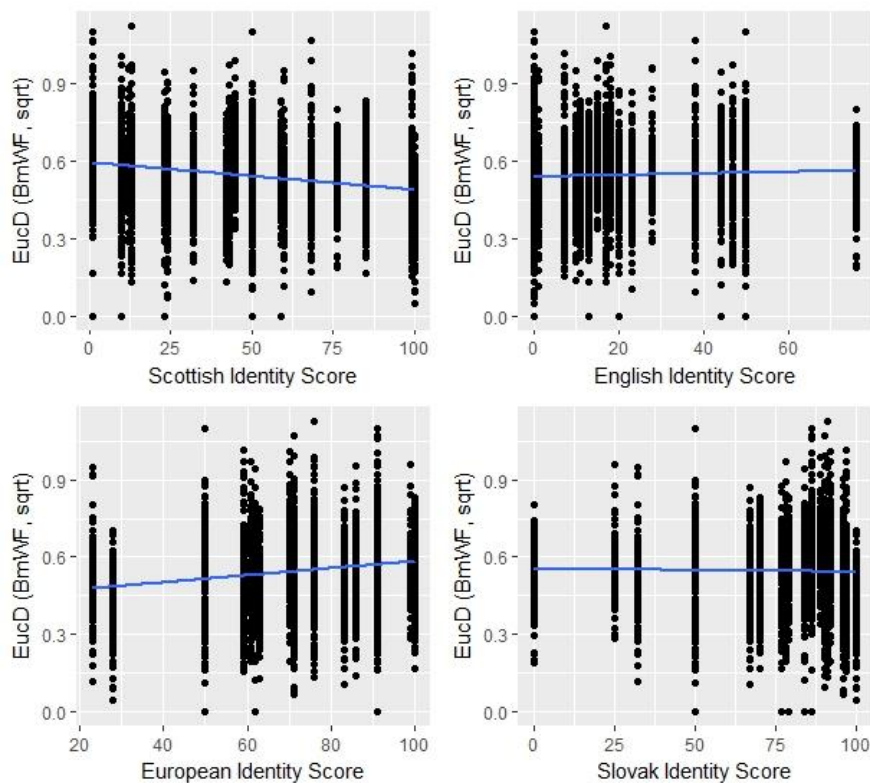 EucD (BmWF, sqrt)
0.9
0.6
0.3
0.0
0 25 50 75 100
Scottish Identity Score
EucD (BmWF, sqrt)
0.9
0.6
0.3
0.0
0 20 40 60
English Identity Score
EucD (BmWF, sqrt)
0.9
0.6
0.3
0.0
20 40 60 80 100
European Identity Score
EucD (BmWF, sqrt)
0.9
0.6
0.3
0.0
0 25 50 75 100
Slovak Identity Score